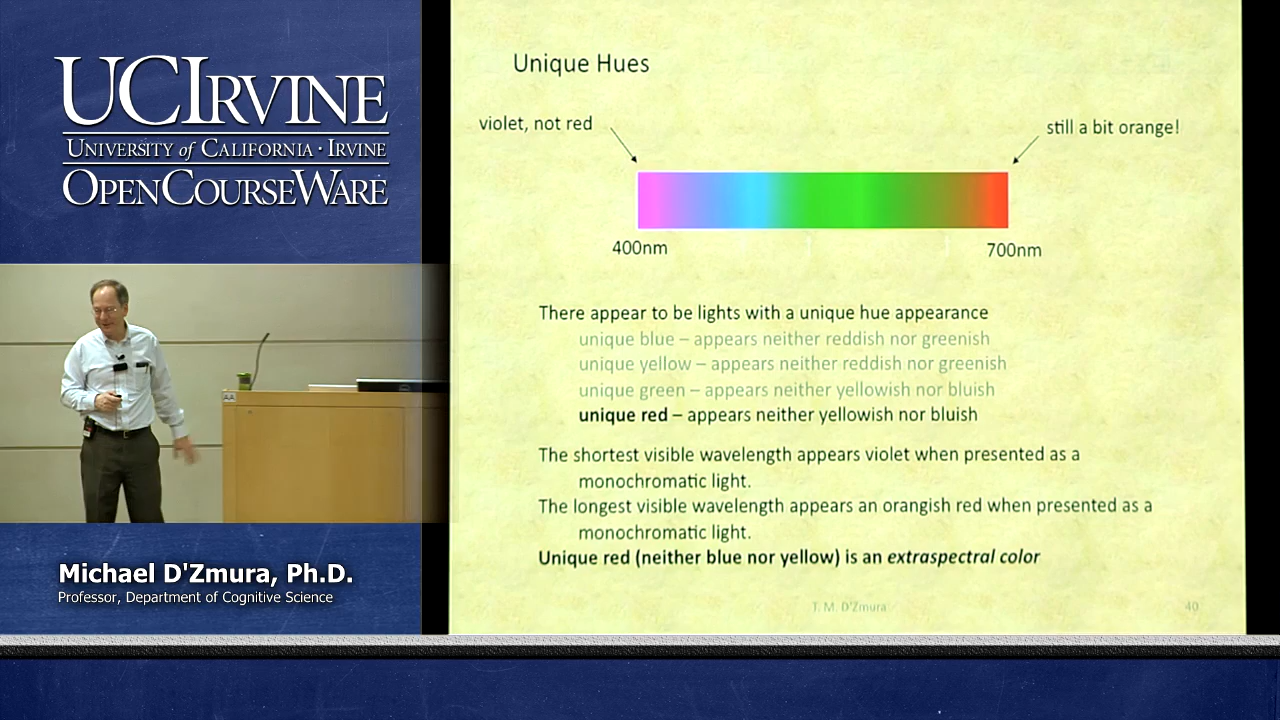 UCIRVINE
UNIVERSITY of CALIFORNIA · IRVINE
OPENCOURSEWARE
Michael D'Zmura, Ph.D.
Professor, Department of Cognitive Science
Unique Hues
violet, not red
still a bit orange!
400nm
700nm
There appear to be lights with a unique hue appearance
unique blue – appears neither reddish nor greenish
unique yellow – appears neither reddish nor greenish
unique green – appears neither yellowish nor bluish
unique red – appears neither yellowish nor bluish
The shortest visible wavelength appears violet when presented as a
monochromatic light.
The longest visible wavelength appears an orangish red when presented as a
monochromatic light.
Unique red (neither blue nor yellow) is an extraspectral color
T. M. D'Zmura
40